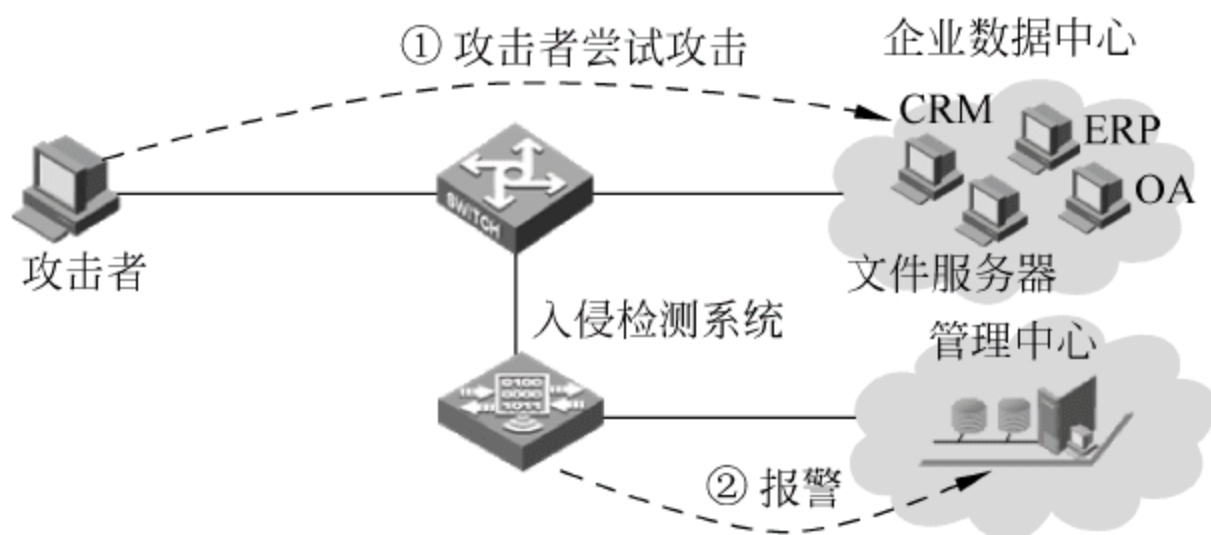 ① 攻击者尝试攻击
企业数据中心
CRM
ERP
OA
SWITCH
攻击者
文件服务器
入侵检测系统
管理中心
0100
0000
1011
② 报警